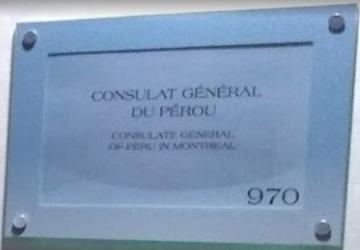 CONSULAT GÉNÉRAL
DU PÉROU
CONSULATE GENERAL
OF PERU IN MONTREAL
970